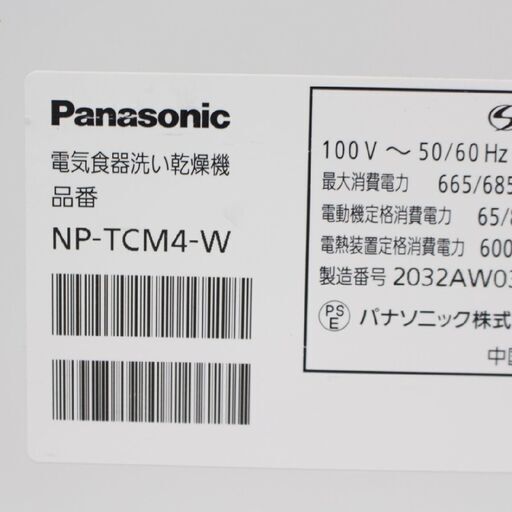 Panasonic
電気食器洗い乾燥機
品番
NP-TCM4-W
100V ～ 50/60 Hz
最大消費電力 665/685
電動機定格消費電力 65/
電熱装置定格消費電力 600
製造番号 2032AW03
PS
E
パナソニック株式
中国